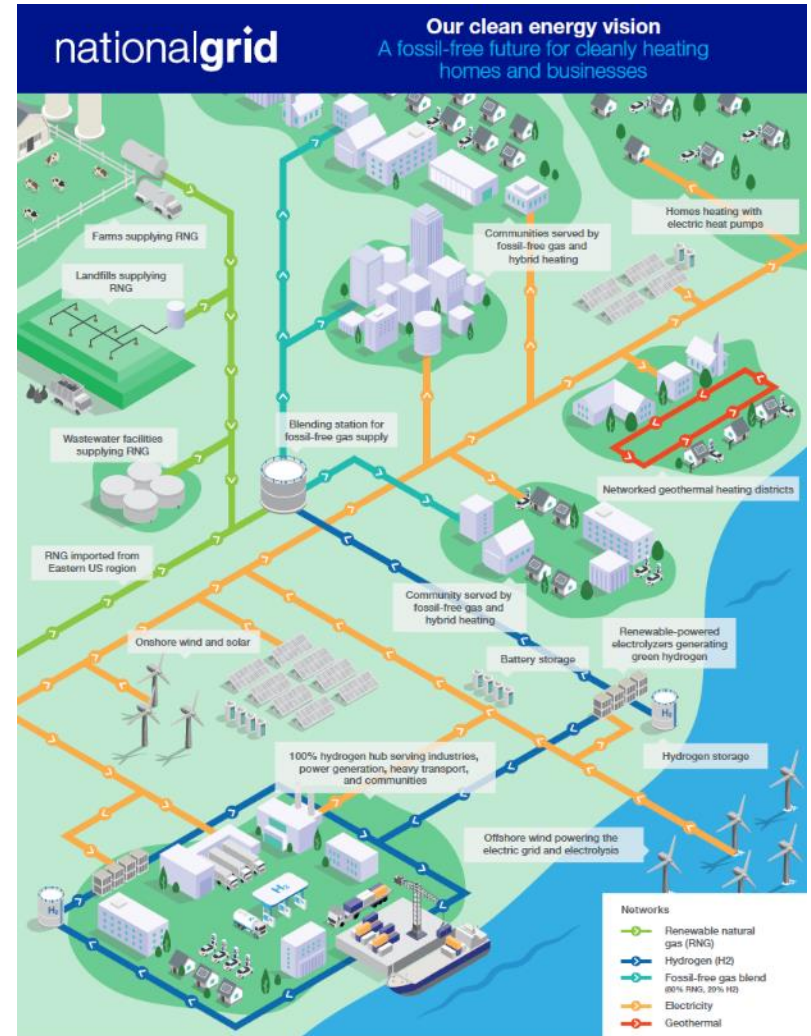 nationalgrid
Our clean energy vision
A fossil-free future for cleanly heating
homes and businesses
Farms supplying RNG
Landfills supplying
RNG
Wastewater facilities
supplying RNG
RNG imported from
Eastern US region
Blending station for
fossil-free gas supply
Communities served by
fossil-free gas and
hybrid heating
Homes heating with
electric heat pumps
Networked geothermal heating districts
Community served by
fossil-free gas and
hybrid heating
Onshore wind and solar
Battery storage
Renewable-powered
electrolyzers generating
green hydrogen
H2
Hydrogen storage
100% hydrogen hub serving industries,
power generation, heavy transport,
and communities
Offshore wind powering the
electric grid and electrolysis
H2
H2
Networks
Renewable natural
gas (RNG)
Hydrogen (H2)
Fossil-free gas blend
(80% RNG, 20% H2)
Electricity
Geothermal